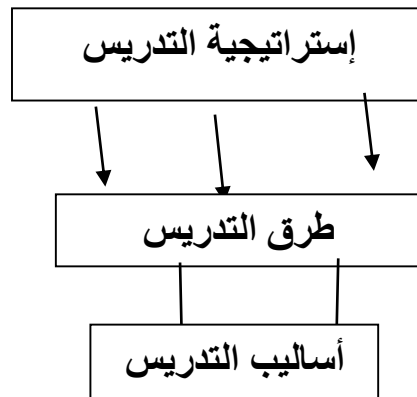 إستراتيجية التدريس
طرق التدريس
أساليب التدريس